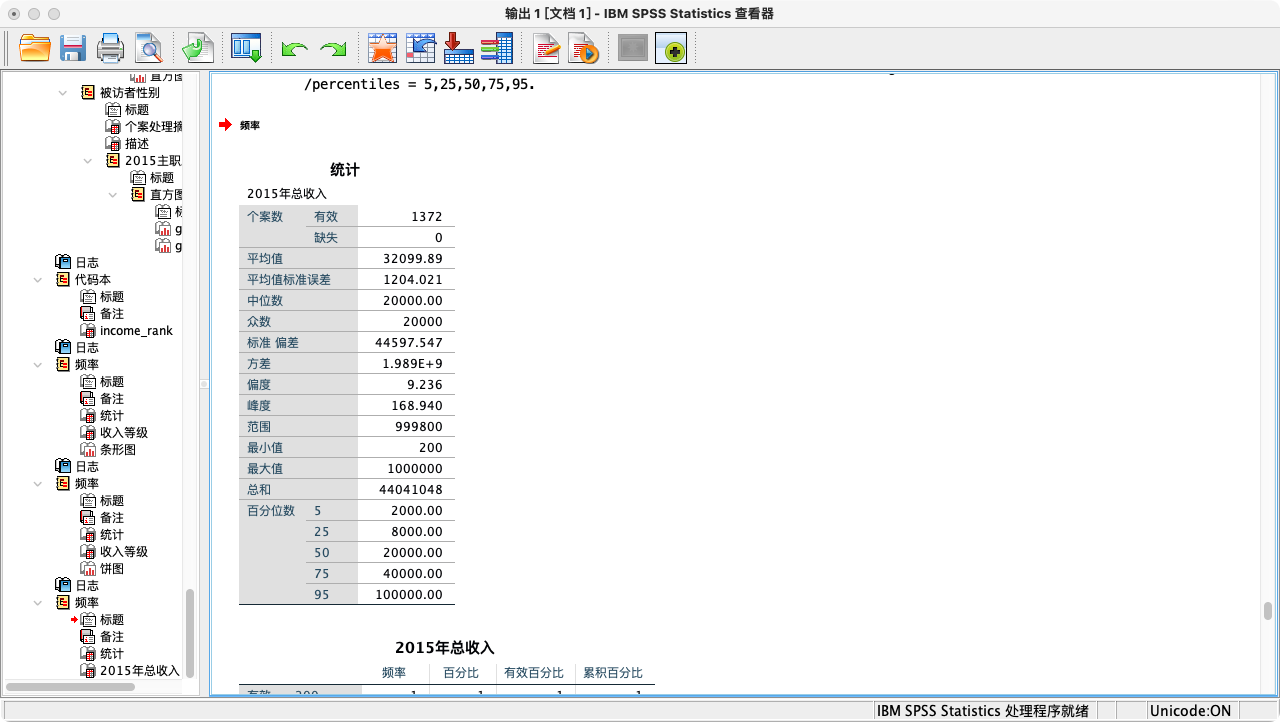 输出 1 [文档 1] - IBM SPSS Statistics 查看器
直方图
被访者性别
标题
个案处理摘
描述
2015主职
标题
直方图
标
g
g
日志
代码本
标题
备注
income_rank
日志
频率
标题
备注
统计
收入等级
条形图
日志
频率
标题
备注
统计
收入等级
饼图
日志
频率
标题
备注
统计
2015年总收入
/percentiles = 5,25,50,75,95.
频率
统计
2015年总收入
个案数 有效 1372
缺失 0
平均值 32099.89
平均值标准误差 1204.021
中位数 20000.00
众数 20000
标准 偏差 44597.547
方差 1.989E+9
偏度 9.236
峰度 168.940
范围 999800
最小值 200
最大值 1000000
总和 44041048
百分位数 5 2000.00
25 8000.00
50 20000.00
75 40000.00
95 100000.00
2015年总收入
频率 百分比 有效百分比 累积百分比
有效 200 1 .1 .1 .1
IBM SPSS Statistics 处理程序就绪 Unicode:ON